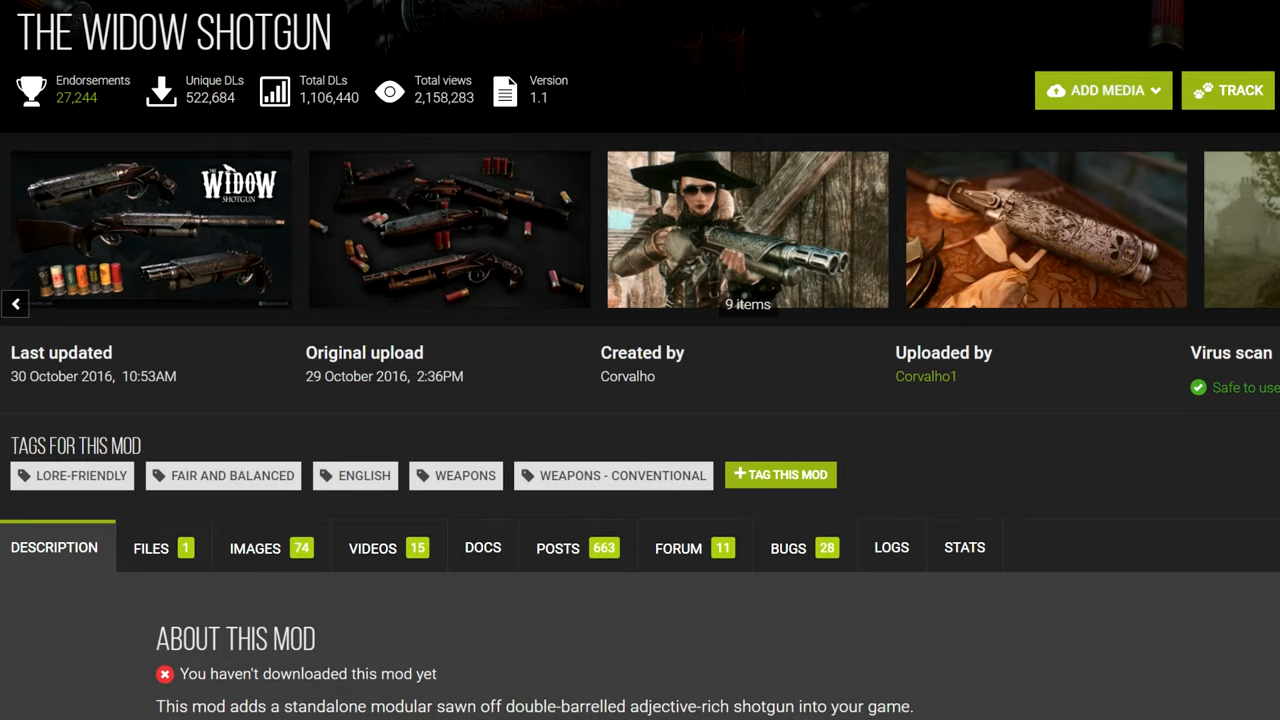 THE WIDOW SHOTGUN
Endorsements
27,244
Unique DLs
522,684
Total DLs
1,106,440
Total views
2,158,283
Version
1.1
ADD MEDIA
TRACK
WIDOW
SHOTGUN
9 items
Last updated
30 October 2016, 10:53AM
Original upload
29 October 2016, 2:36PM
Created by
Corvalho
Uploaded by
Corvalho1
Virus scan
Safe to use
TAGS FOR THIS MOD
LORE-FRIENDLY
FAIR AND BALANCED
ENGLISH
WEAPONS
WEAPONS - CONVENTIONAL
+ TAG THIS MOD
DESCRIPTION
FILES 1
IMAGES 74
VIDEOS 15
DOCS
POSTS 663
FORUM 11
BUGS 28
LOGS
STATS
ABOUT THIS MOD
You haven't downloaded this mod yet
This mod adds a standalone modular sawn off double-barrelled adjective-rich shotgun into your game.